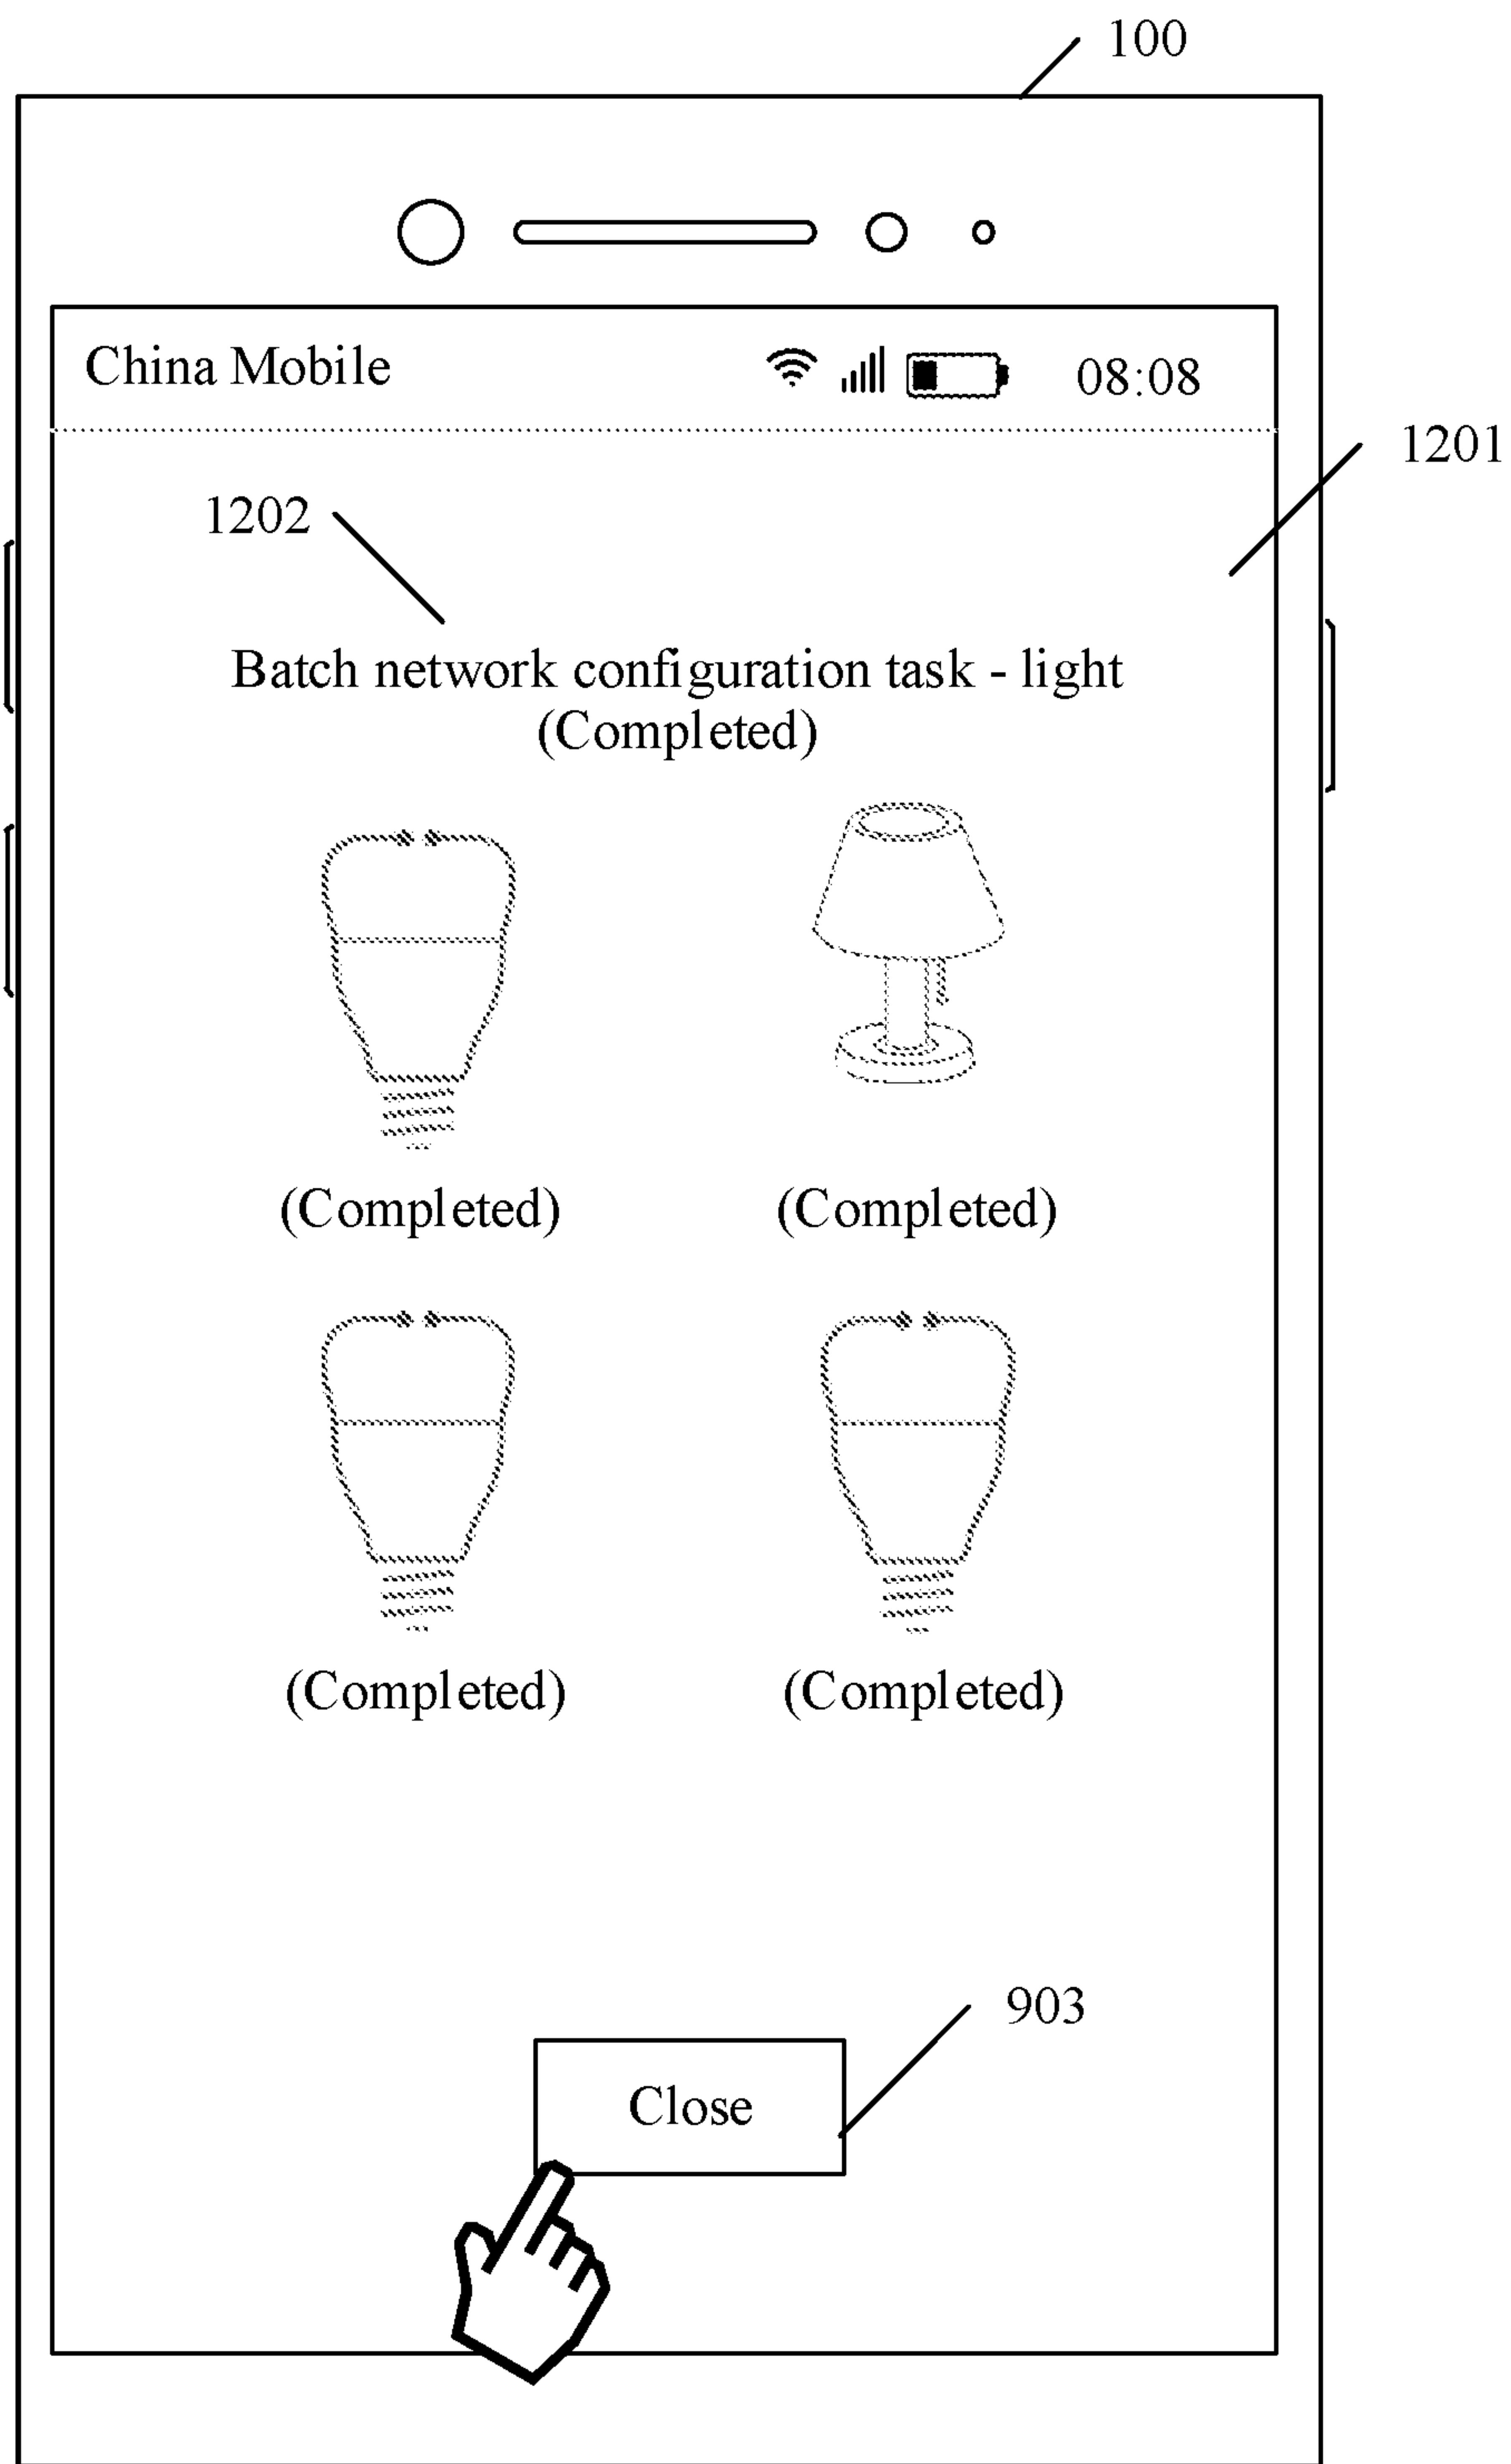 100
China Mobile 08:08
1201
1202
Batch network configuration task - light
(Completed)
(Completed) (Completed)
(Completed) (Completed)
903
Close